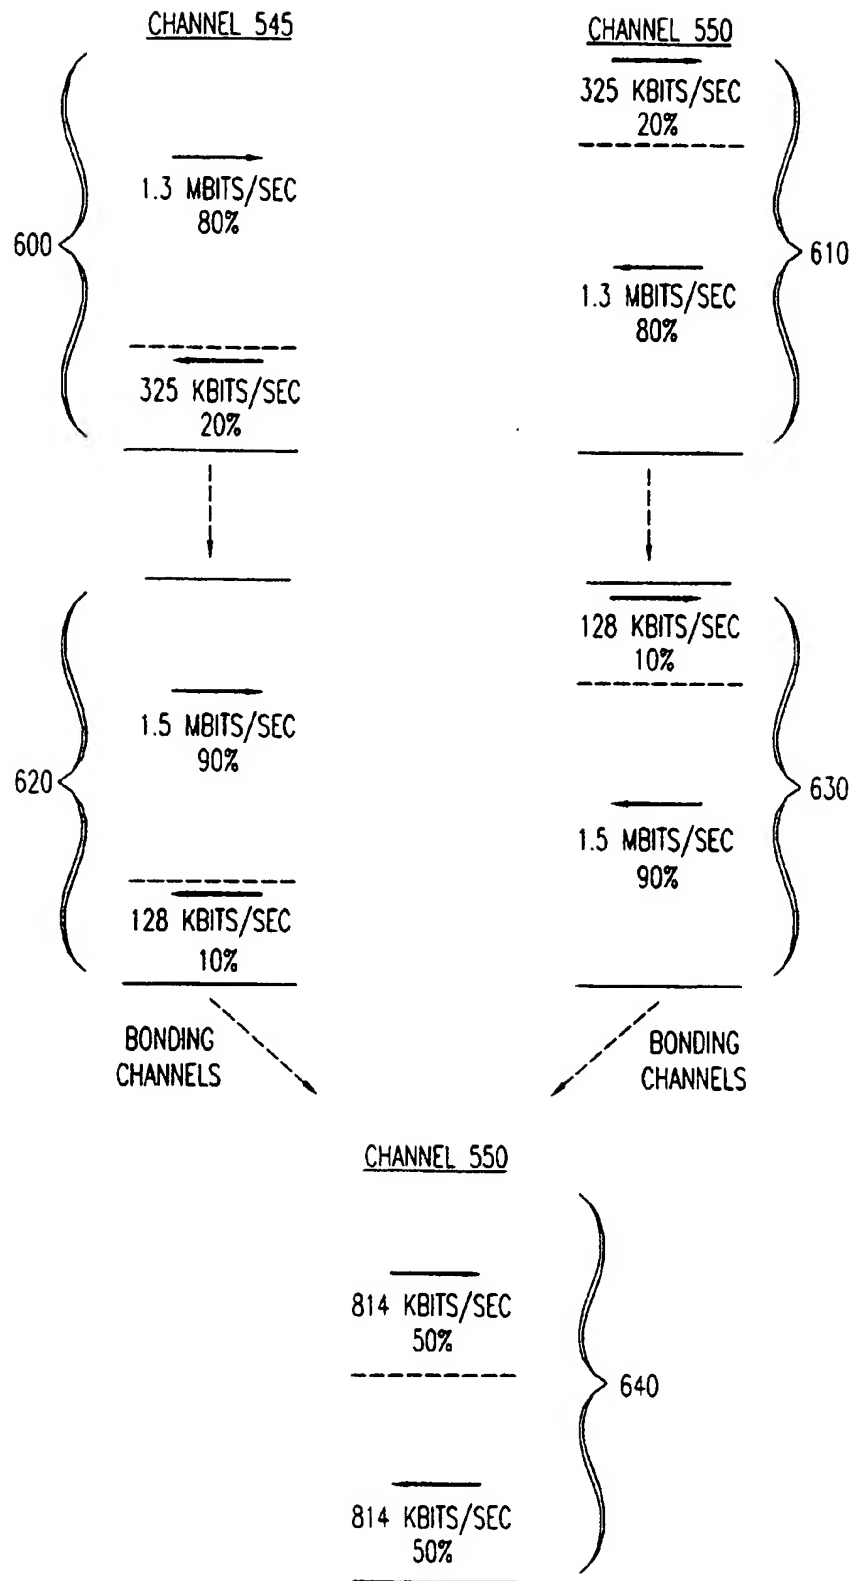 CHANNEL 545
1.3 MBITS/SEC
80%
600
325 KBITS/SEC
20%
CHANNEL 550
325 KBITS/SEC
20%
1.3 MBITS/SEC
80%
610
1.5 MBITS/SEC
90%
620
128 KBITS/SEC
10%
128 KBITS/SEC
10%
630
1.5 MBITS/SEC
90%
BONDING
CHANNELS
BONDING
CHANNELS
CHANNEL 550
814 KBITS/SEC
50%
640
814 KBITS/SEC
50%